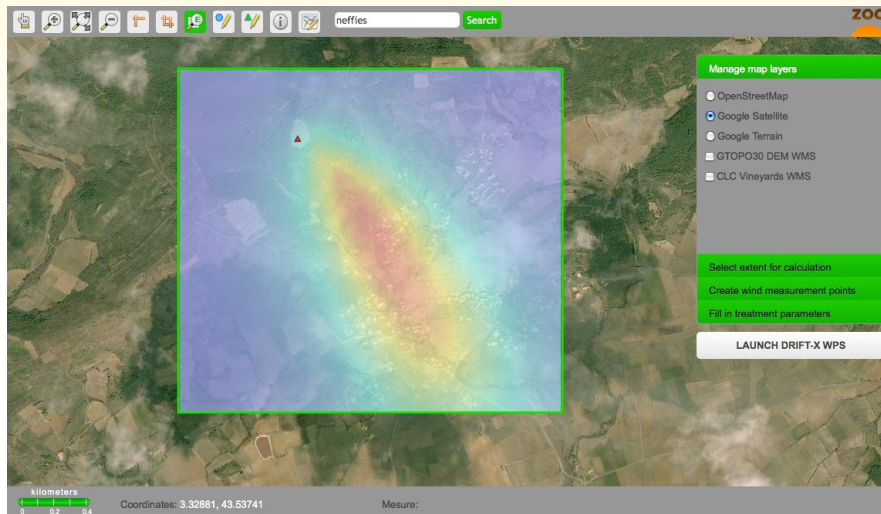 neffies Search
ZOO
Manage map layers
OpenStreetMap
Google Satellite
Google Terrain
GTOPO30 DEM WMS
CLC Vineyards WMS
Select extent for calculation
Create wind measurement points
Fill in treatment parameters
LAUNCH DRIFT-X WPS
kilometers
0 0.2 0.4
Coordinates: 3.32881, 43.53741 Mesure: